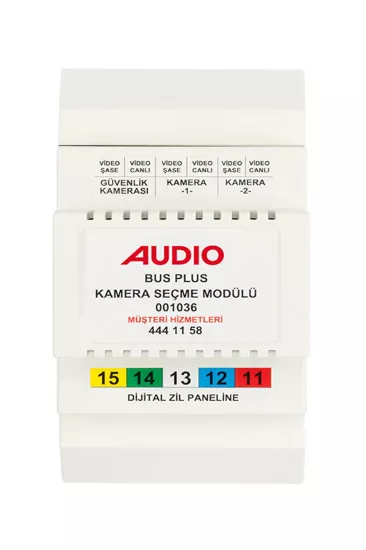 VİDEO ŞASE VİDEO CANLI VİDEO ŞASE VİDEO CANLI VİDEO ŞASE VİDEO CANLI
GÜVENLİK KAMERASI KAMERA -1- KAMERA -2-
AUDIO
BUS PLUS
KAMERA SEÇME MODÜLÜ
001036
MÜŞTERİ HİZMETLERİ
444 11 58
15 14 13 12 11
DİJİTAL ZİL PANELİNE